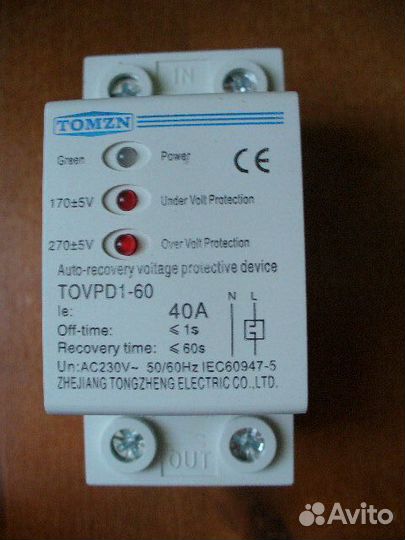 IN
TOMZN
Green Power CE
170±5V Under Volt Protection
270±5V Over Volt Protection
Auto-recovery voltage protective device
TOVPD1-60
Ie: 40A N L
Off-time: ≤1s
Recovery time: ≤60s
Un:AC230V~ 50/60Hz IEC60947-5
ZHEJIANG TONGZHENG ELECTRIC CO.,LTD.
OUT
Avito